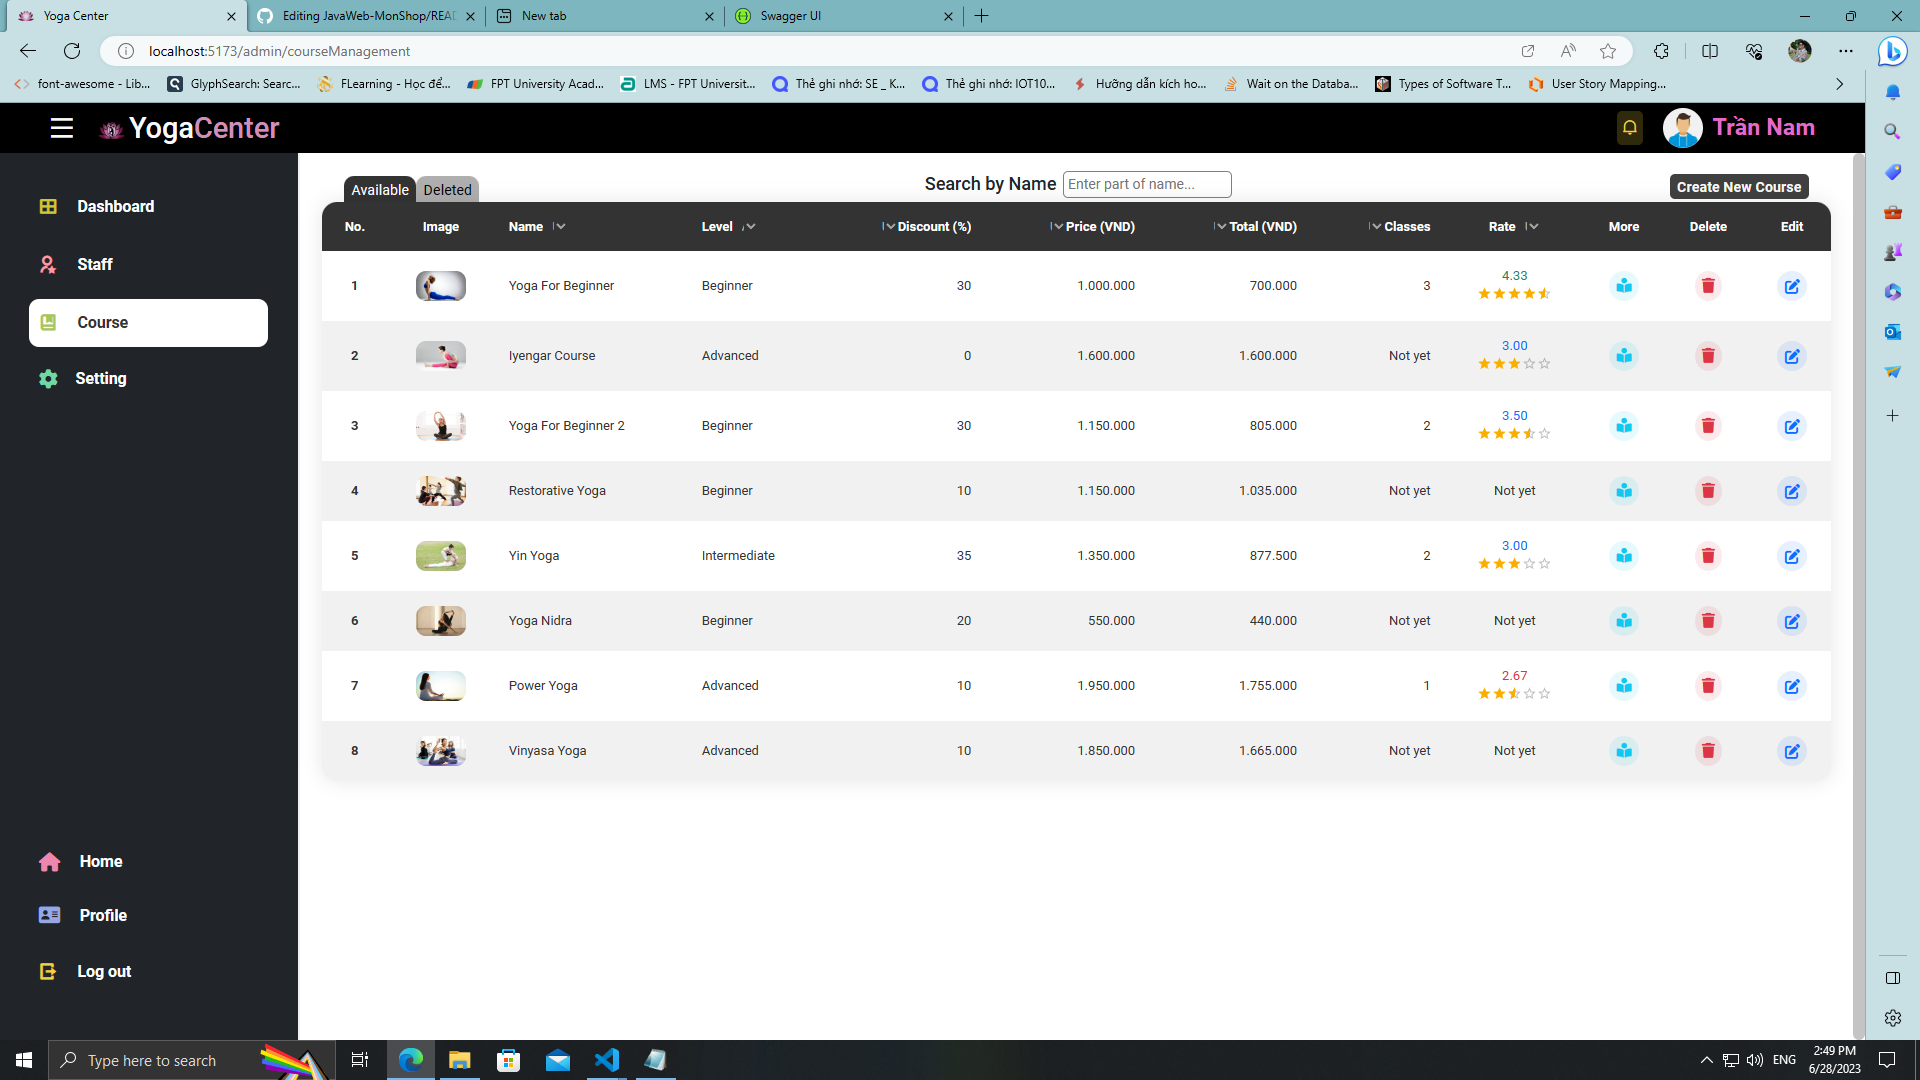 Yoga Center
Editing JavaWeb-MonShop/READ
New tab
Swagger UI
localhost:5173/admin/courseManagement
font-awesome - Lib...
GlyphSearch: Searc...
FLearning - Học để...
FPT University Acad...
LMS - FPT Universit...
Thẻ ghi nhớ: SE _ K...
Thẻ ghi nhớ: IOT10...
Hướng dẫn kích ho...
Wait on the Databa...
Types of Software T...
User Story Mapping...
YogaCenter
Trần Nam
Dashboard
Staff
Course
Setting
Home
Profile
Log out
Available Deleted
Search by Name Enter part of name...
Create New Course
No. Image Name Level Discount (%) Price (VND) Total (VND) Classes Rate More Delete Edit
1 Yoga For Beginner Beginner 30 1.000.000 700.000 3 4.33
2 Iyengar Course Advanced 0 1.600.000 1.600.000 Not yet 3.00
3 Yoga For Beginner 2 Beginner 30 1.150.000 805.000 2 3.50
4 Restorative Yoga Beginner 10 1.150.000 1.035.000 Not yet Not yet
5 Yin Yoga Intermediate 35 1.350.000 877.500 2 3.00
6 Yoga Nidra Beginner 20 550.000 440.000 Not yet Not yet
7 Power Yoga Advanced 10 1.950.000 1.755.000 1 2.67
8 Vinyasa Yoga Advanced 10 1.850.000 1.665.000 Not yet Not yet
Type here to search
ENG
2:49 PM
6/28/2023